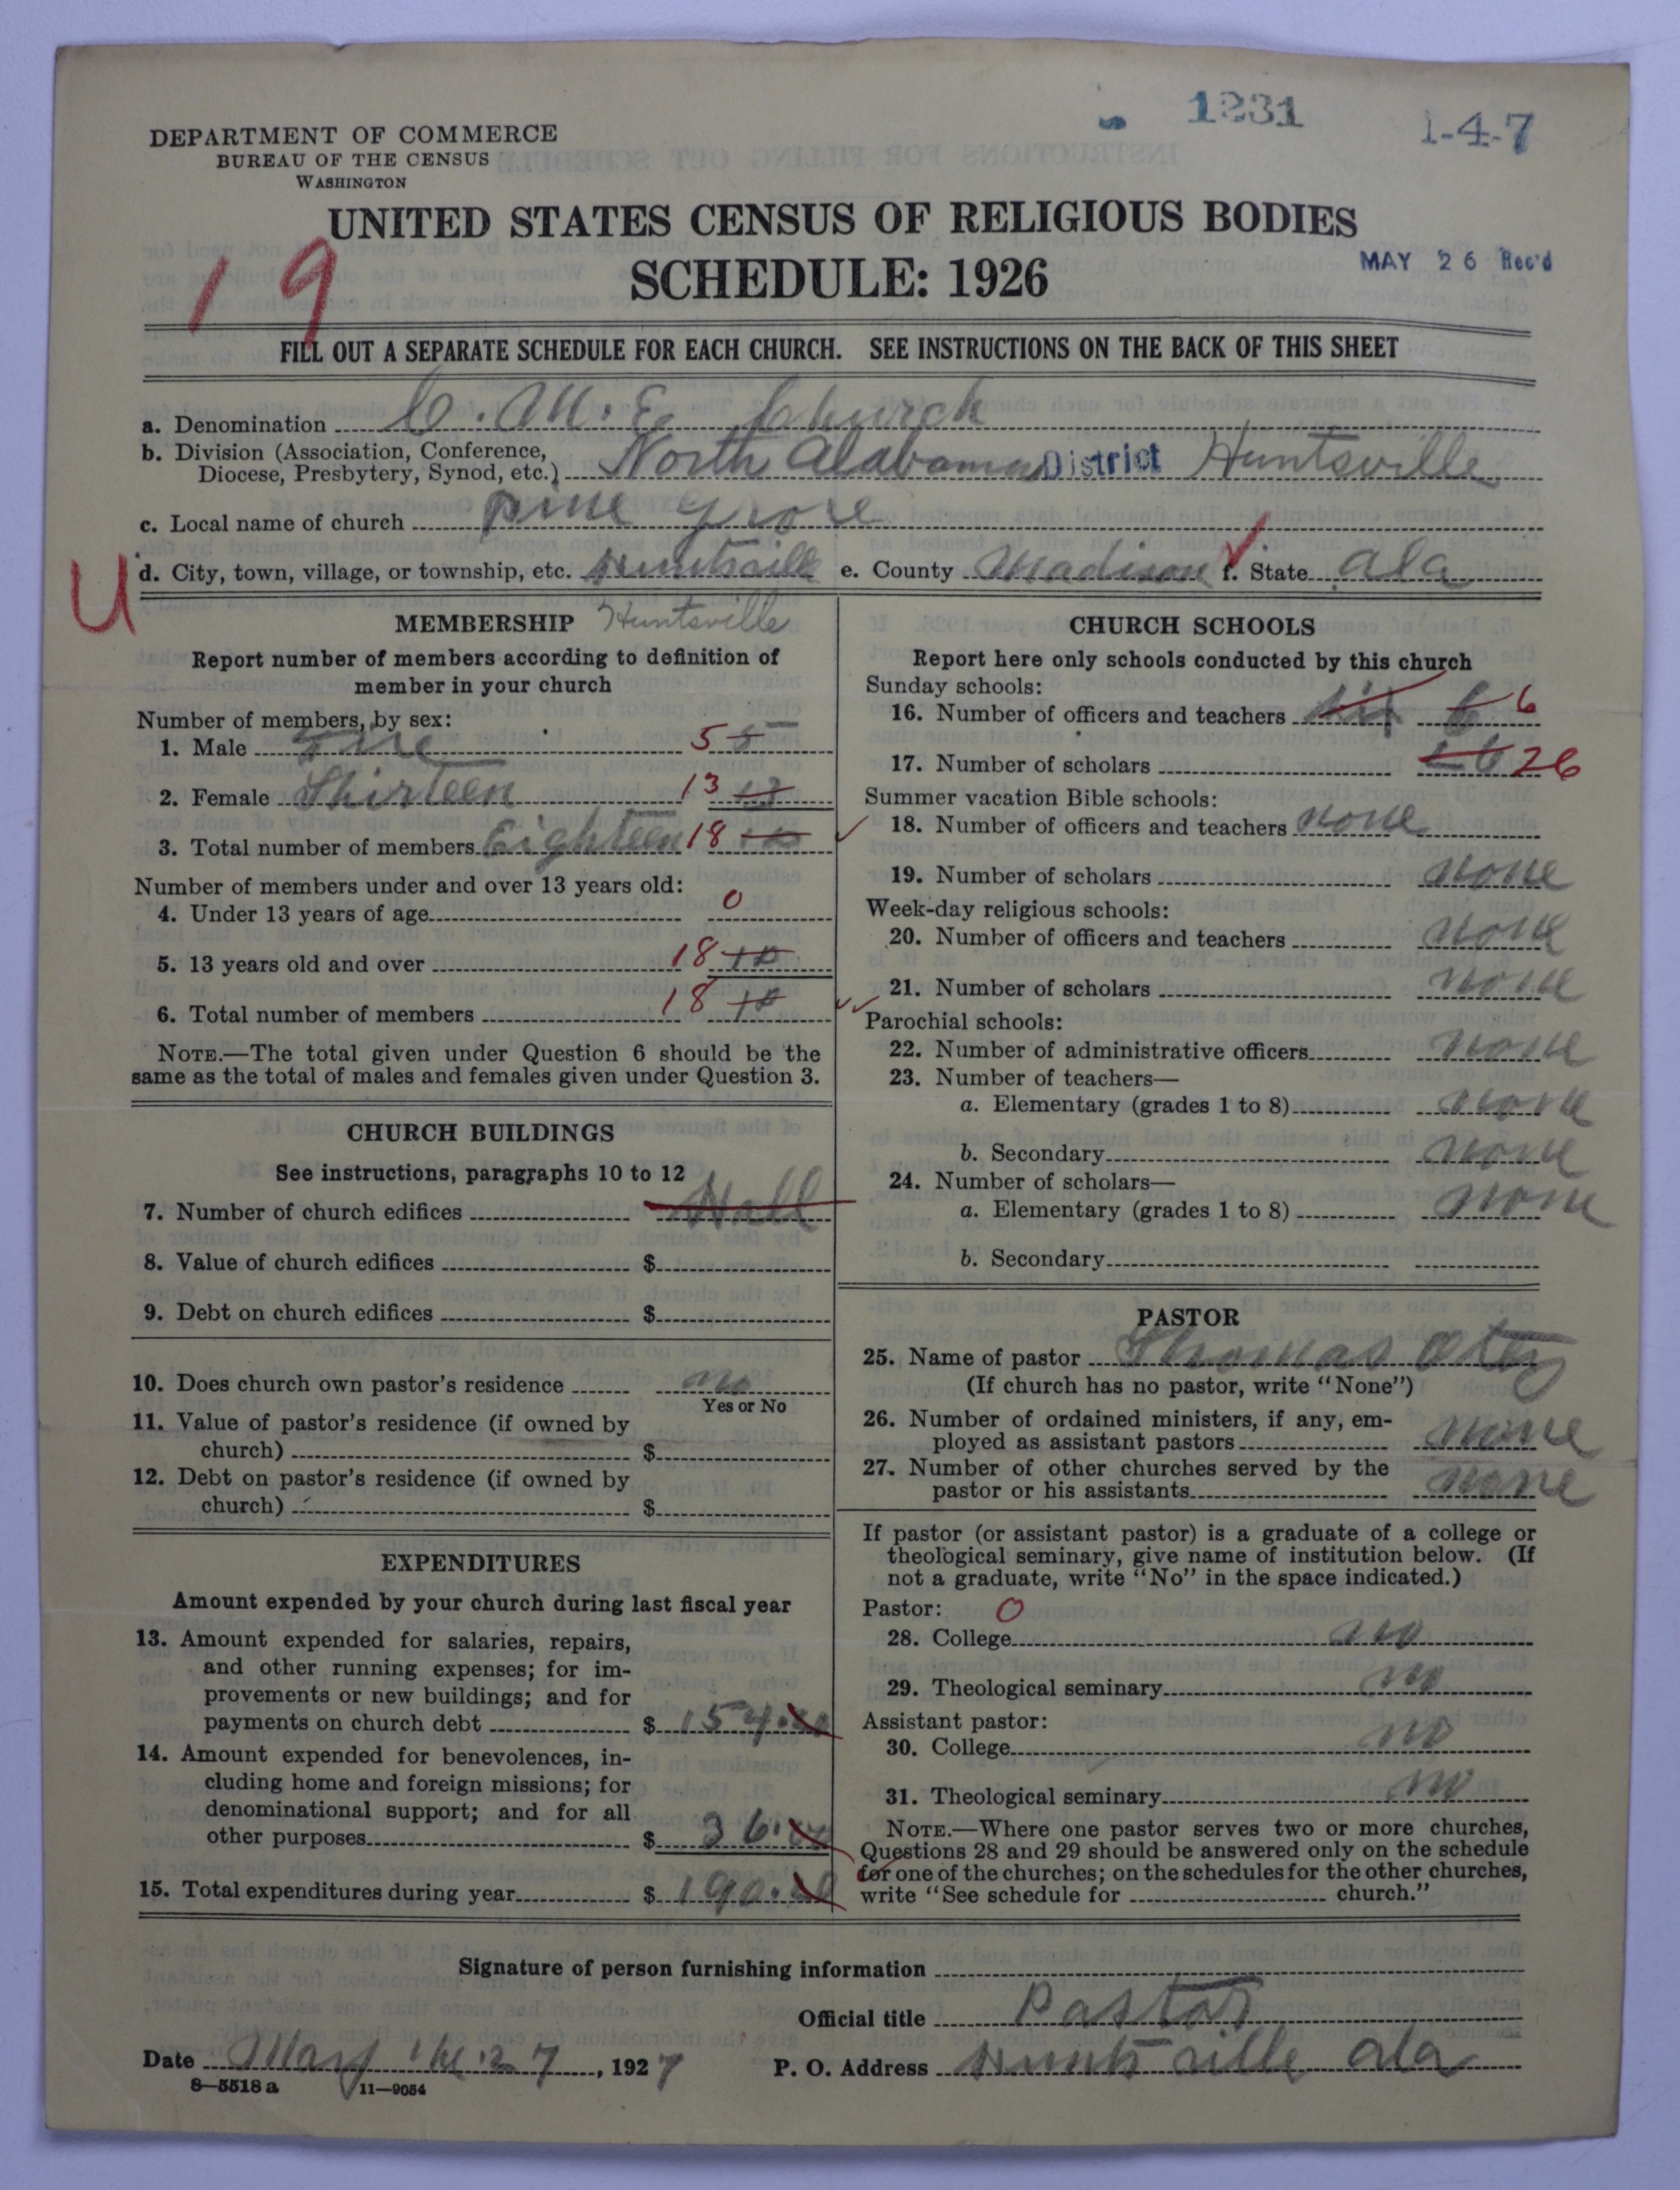 1231
1-4-7
DEPARTMENT OF COMMERCE
BUREAU OF THE CENSUS
WASHINGTON
UNITED STATES CENSUS OF RELIGIOUS BODIES
SCHEDULE: 1926
MAY 26 Rec'd
19
FILL OUT A SEPARATE SCHEDULE FOR EACH CHURCH. SEE INSTRUCTIONS ON THE BACK OF THIS SHEET
a. Denomination C. M. E. Church
b. Division (Association, Conference,
Diocese, Presbytery, Synod, etc.) North Alabama District Huntsville
c. Local name of church Pine Grove
U
d. City, town, village, or township, etc. Huntsville e. County Madison f. State Ala
MEMBERSHIP Huntsville
Report number of members according to definition of
member in your church
Number of members, by sex:
1. Male Five 5 5
2. Female Thirteen 13 13
3. Total number of members Eighteen 18 18
Number of members under and over 13 years old:
4. Under 13 years of age 0
5. 13 years old and over 18 18
6. Total number of members 18 18
NOTE.—The total given under Question 6 should be the
same as the total of males and females given under Question 3.
CHURCH BUILDINGS
See instructions, paragraphs 10 to 12
7. Number of church edifices Hall
8. Value of church edifices $
9. Debt on church edifices $
10. Does church own pastor's residence no
Yes or No
11. Value of pastor's residence (if owned by
church) $
12. Debt on pastor's residence (if owned by
church) $
EXPENDITURES
Amount expended by your church during last fiscal year
13. Amount expended for salaries, repairs,
and other running expenses; for im-
provements or new buildings; and for
payments on church debt $ 154.00
14. Amount expended for benevolences, in-
cluding home and foreign missions; for
denominational support; and for all
other purposes $ 36.00
15. Total expenditures during year $ 190.00
CHURCH SCHOOLS
Report here only schools conducted by this church
Sunday schools:
16. Number of officers and teachers six 6 6
17. Number of scholars 26 26
Summer vacation Bible schools:
18. Number of officers and teachers none
19. Number of scholars none
Week-day religious schools:
20. Number of officers and teachers none
21. Number of scholars none
Parochial schools:
22. Number of administrative officers none
23. Number of teachers—
a. Elementary (grades 1 to 8) none
b. Secondary none
24. Number of scholars—
a. Elementary (grades 1 to 8) none
b. Secondary
PASTOR
25. Name of pastor Thomas Otey
(If church has no pastor, write "None")
26. Number of ordained ministers, if any, em-
ployed as assistant pastors none
27. Number of other churches served by the
pastor or his assistants none
If pastor (or assistant pastor) is a graduate of a college or
theological seminary, give name of institution below. (If
not a graduate, write "No" in the space indicated.)
Pastor: 0
28. College no
29. Theological seminary no
Assistant pastor:
30. College no
31. Theological seminary no
NOTE.—Where one pastor serves two or more churches,
Questions 28 and 29 should be answered only on the schedule
for one of the churches; on the schedules for the other churches,
write "See schedule for church."
Signature of person furnishing information
Official title Pastor
Date May , 1927 P. O. Address Huntsville Ala
8—5518 a 11—9054